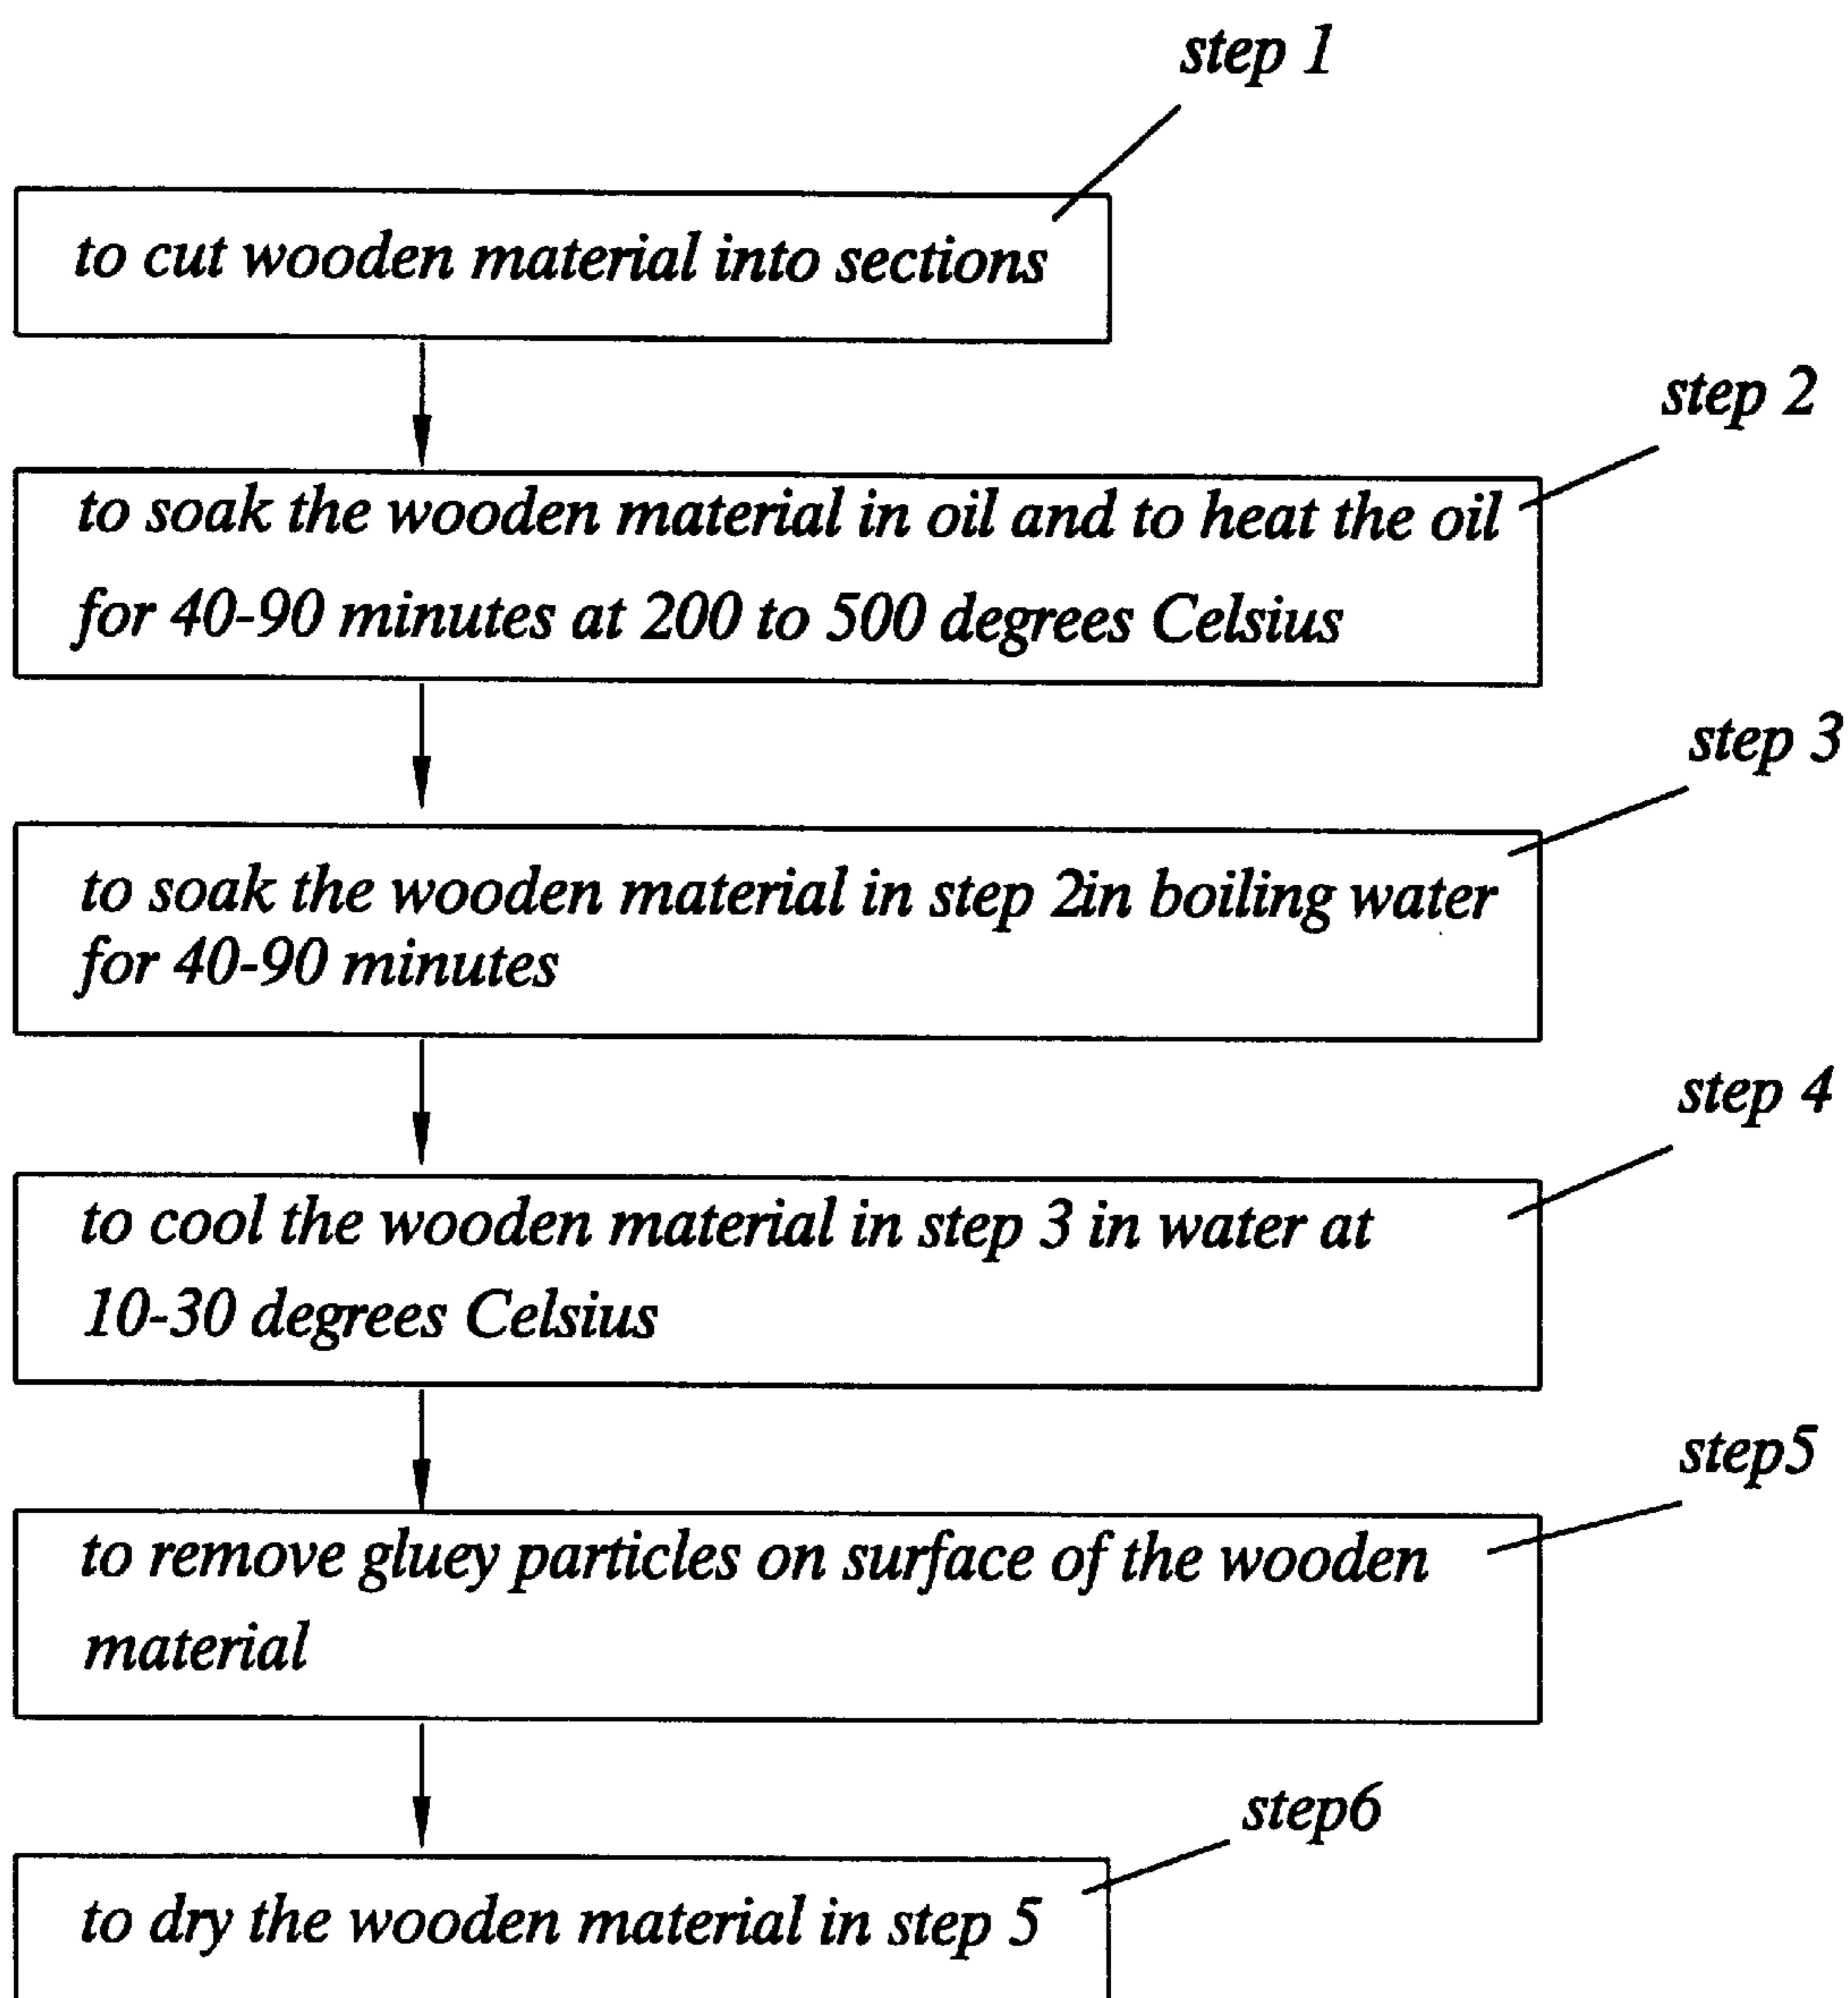 step 1
to cut wooden material into sections
step 2
to soak the wooden material in oil and to heat the oil
for 40-90 minutes at 200 to 500 degrees Celsius
step 3
to soak the wooden material in step 2in boiling water
for 40-90 minutes
step 4
to cool the wooden material in step 3 in water at
10-30 degrees Celsius
step5
to remove gluey particles on surface of the wooden
material
step6
to dry the wooden material in step 5